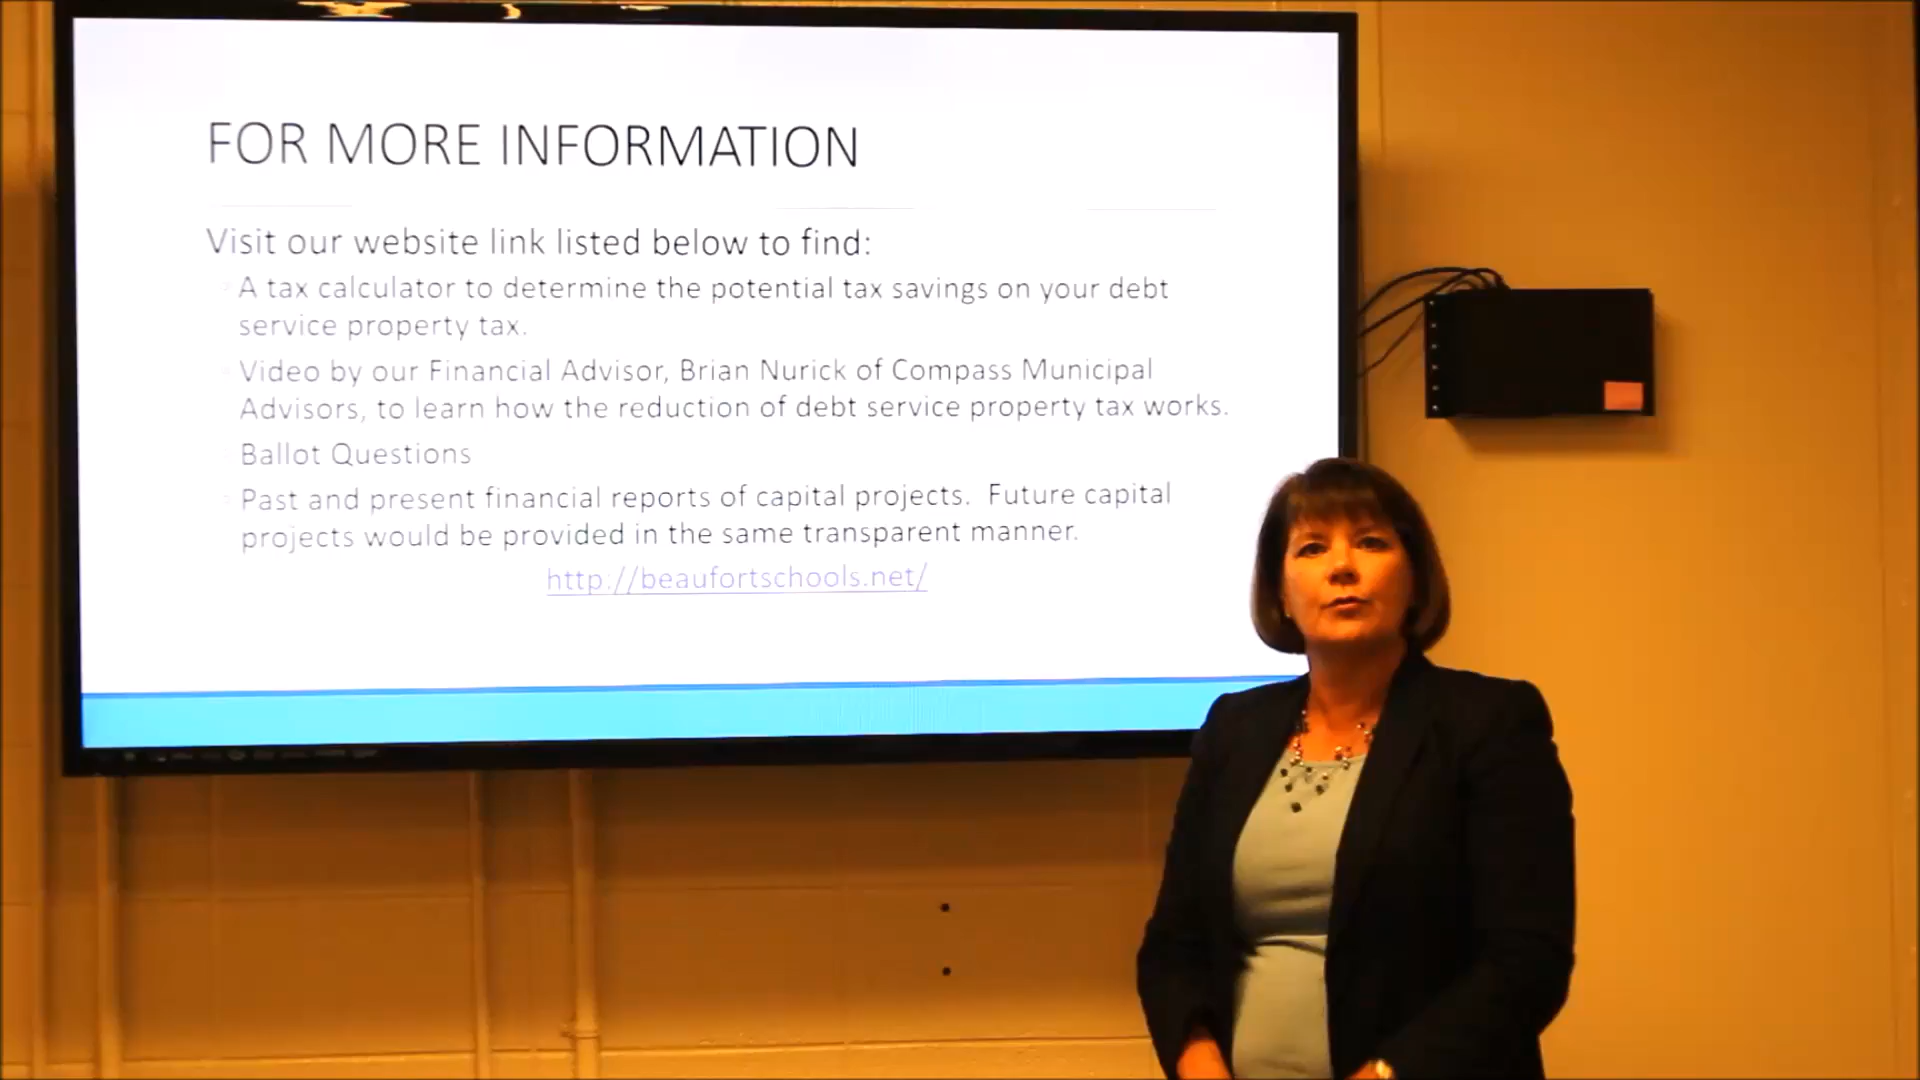 FOR MORE INFORMATION
Visit our website link listed below to find:
A tax calculator to determine the potential tax savings on your debt
service property tax.
Video by our Financial Advisor, Brian Nurick of Compass Municipal
Advisors, to learn how the reduction of debt service property tax works.
Ballot Questions
Past and present financial reports of capital projects. Future capital
projects would be provided in the same transparent manner.
http://beaufortschools.net/